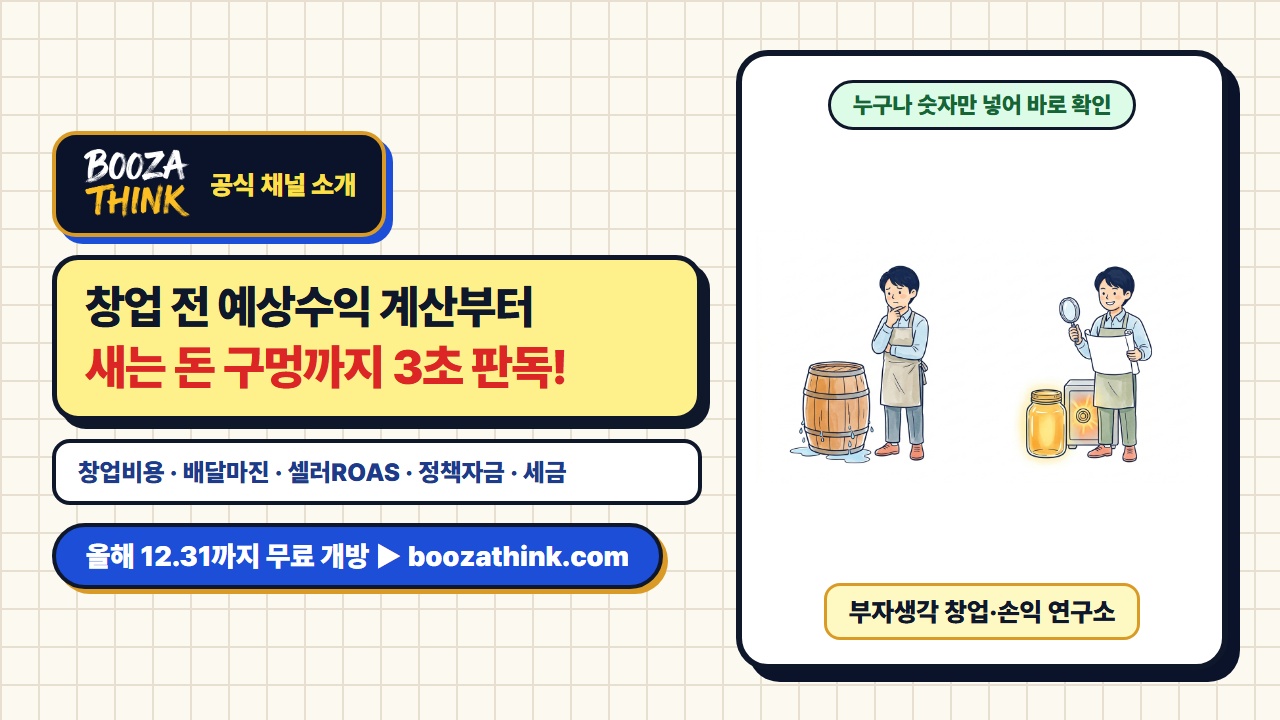 BOOZA
THINK
공식 채널 소개
창업 전 예상수익 계산부터
새는 돈 구멍까지 3초 판독!
창업비용 · 배달마진 · 셀러ROAS · 정책자금 · 세금
올해 12.31까지 무료 개방 ▶ boozathink.com
누구나 숫자만 넣어 바로 확인
부자생각 창업·손익 연구소